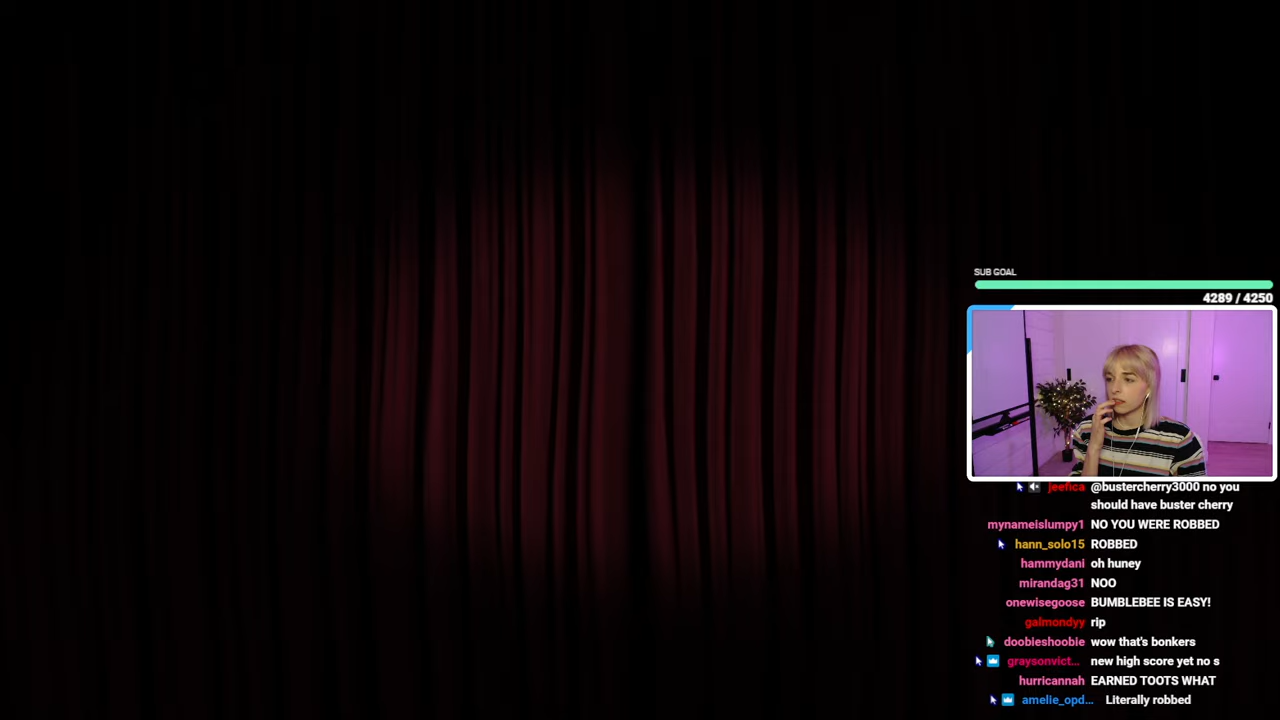 SUB GOAL
4289 / 4250
jeefica @bustercherry3000 no you
should have buster cherry
mynameislumpy1 NO YOU WERE ROBBED
hann_solo15 ROBBED
hammydani oh huney
mirandag31 NOO
onewisegoose BUMBLEBEE IS EASY!
galmondyy rip
doobieshoobie wow that's bonkers
graysonvict... new high score yet no s
hurricannah EARNED TOOTS WHAT
amelie_opd... Literally robbed